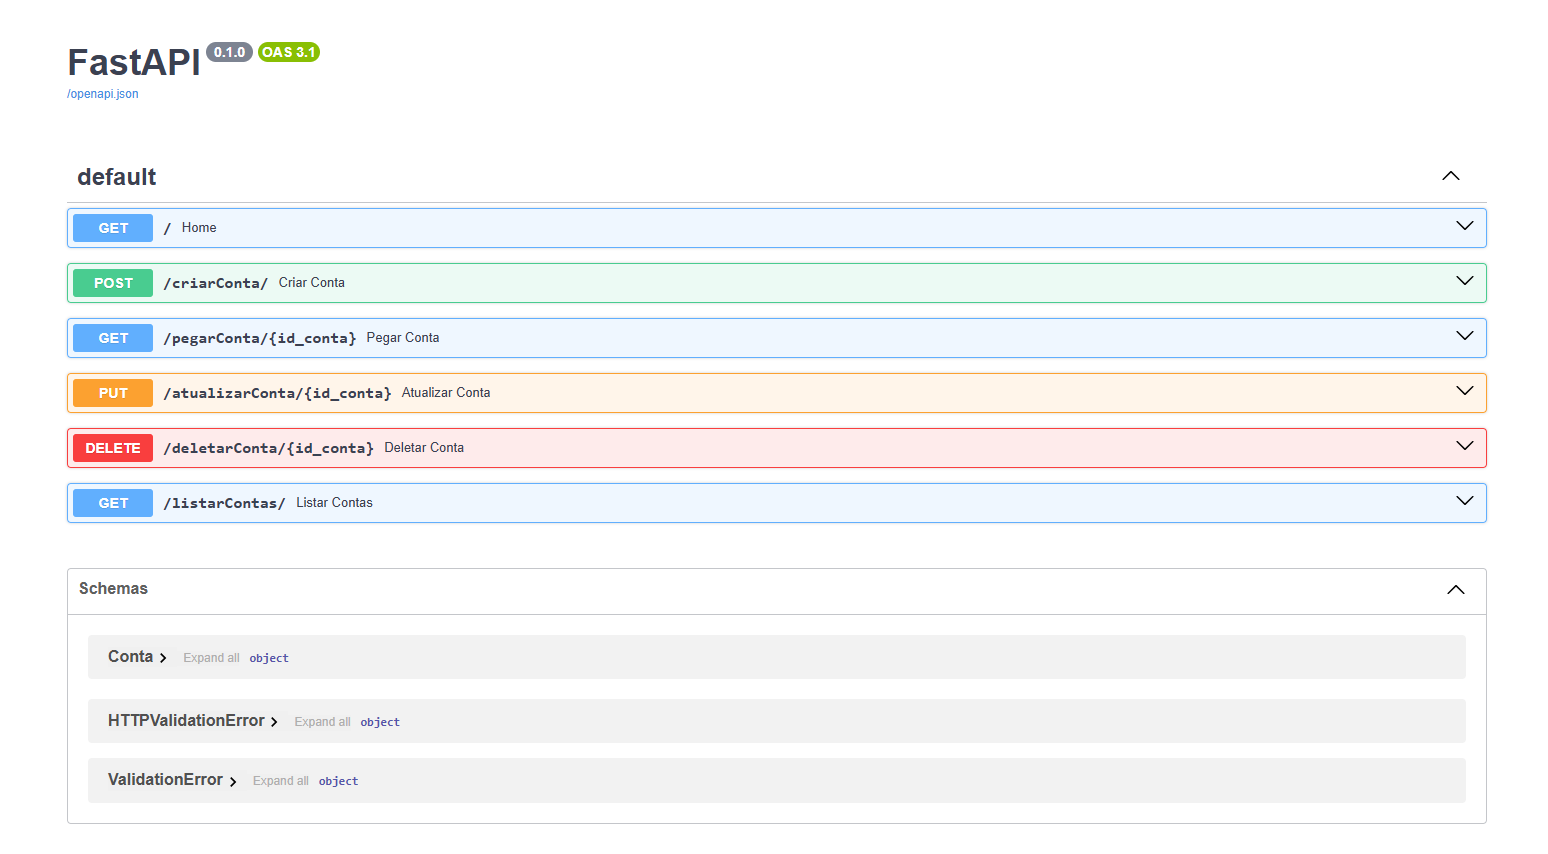 FastAPI 0.1.0 OAS 3.1
/openapi.json
default
GET / Home
POST /criarConta/ Criar Conta
GET /pegarConta/{id_conta} Pegar Conta
PUT /atualizarConta/{id_conta} Atualizar Conta
DELETE /deletarConta/{id_conta} Deletar Conta
GET /listarContas/ Listar Contas
Schemas
Conta Expand all object
HTTPValidationError Expand all object
ValidationError Expand all object